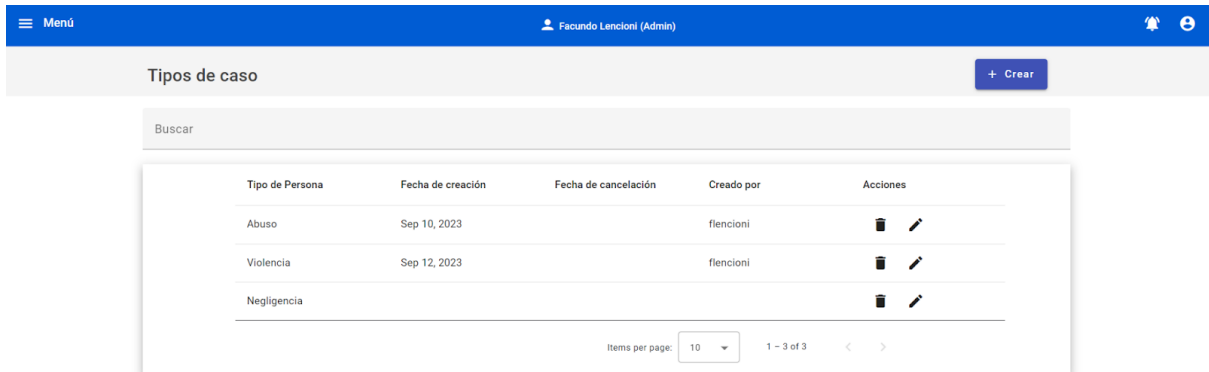 Menú Facundo Lencioni (Admin)
Tipos de caso + Crear
Buscar
Tipo de Persona Fecha de creación Fecha de cancelación Creado por Acciones
Abuso Sep 10, 2023 flencioni
Violencia Sep 12, 2023 flencioni
Negligencia
Items per page: 10 1 – 3 of 3